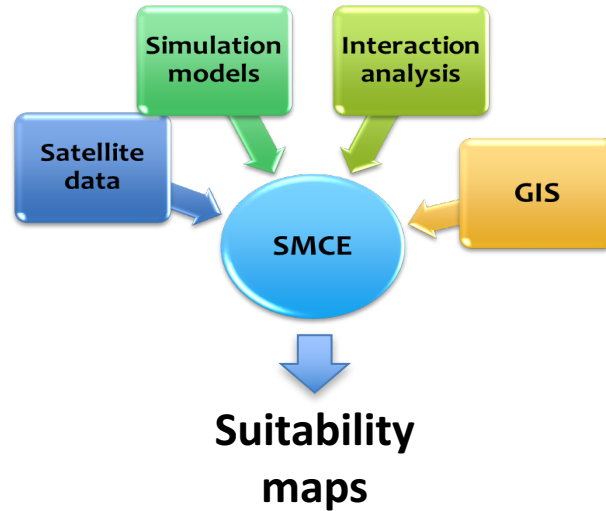 Simulation
models
Interaction
analysis
Satellite
data
GIS
SMCE
Suitability
maps